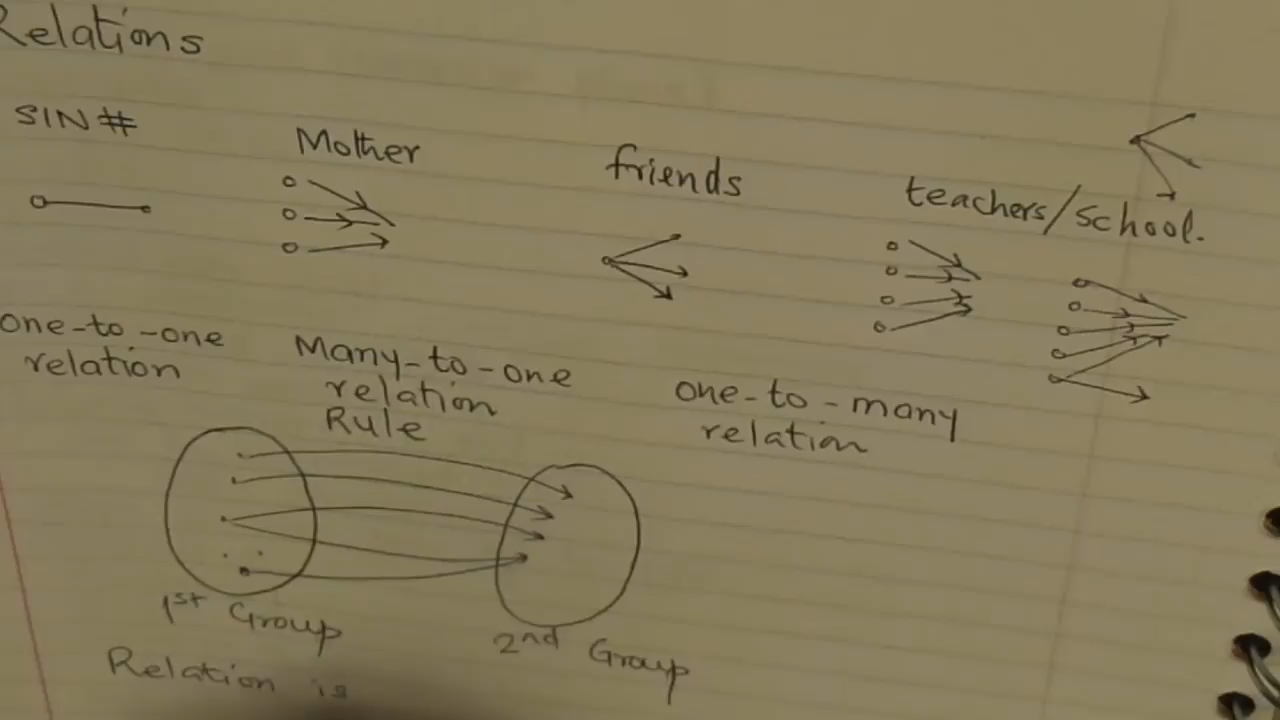 Relations
SIN #
Mother
friends
teachers/school.
one-to-one
relation
Many-to-one
relation
Rule
one-to-many
relation
1st Group
2nd Group
Relation is